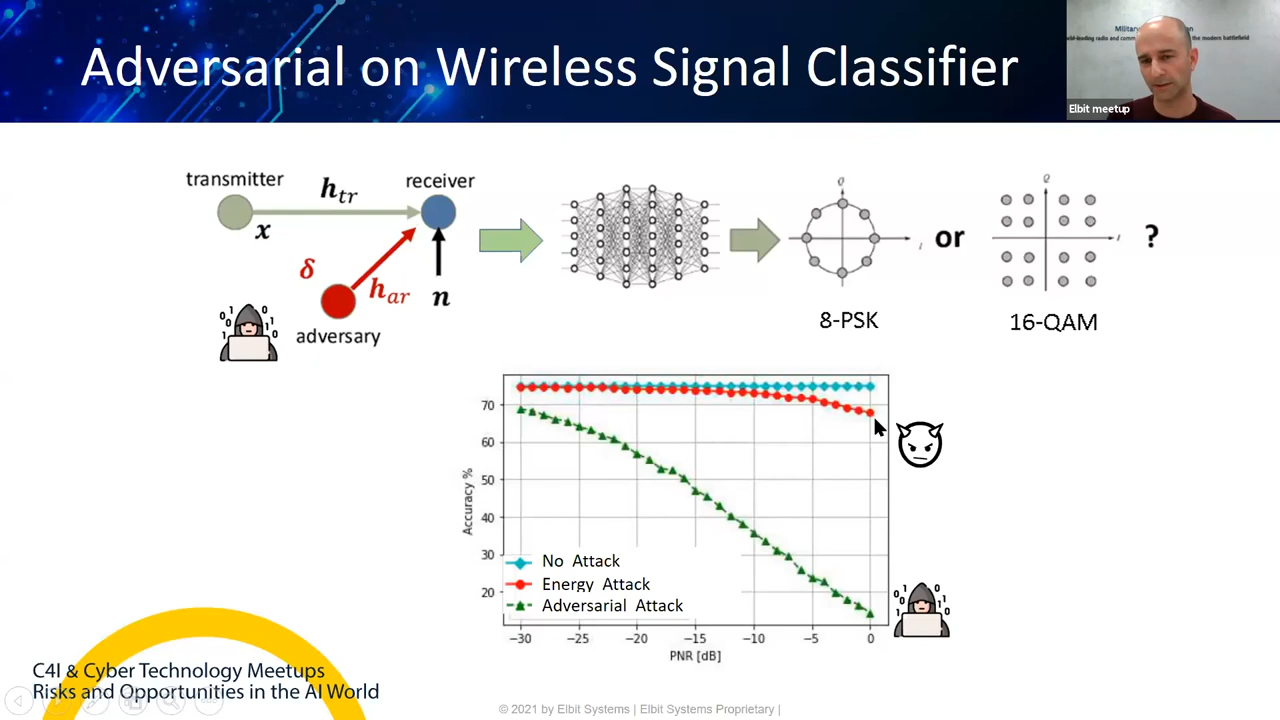 Adversarial on Wireless Signal Classifier
Elbit meetup
transmitter
receiver
h_tr
x
δ
h_ar
n
adversary
Q
I
8-PSK
or
Q
I
16-QAM
?
Accuracy %
70
60
50
40
30
20
No Attack
Energy Attack
Adversarial Attack
−30 −25 −20 −15 −10 −5 0
PNR [dB]
C4I & Cyber Technology Meetups
Risks and Opportunities in the AI World
© 2021 by Elbit Systems | Elbit Systems Proprietary |